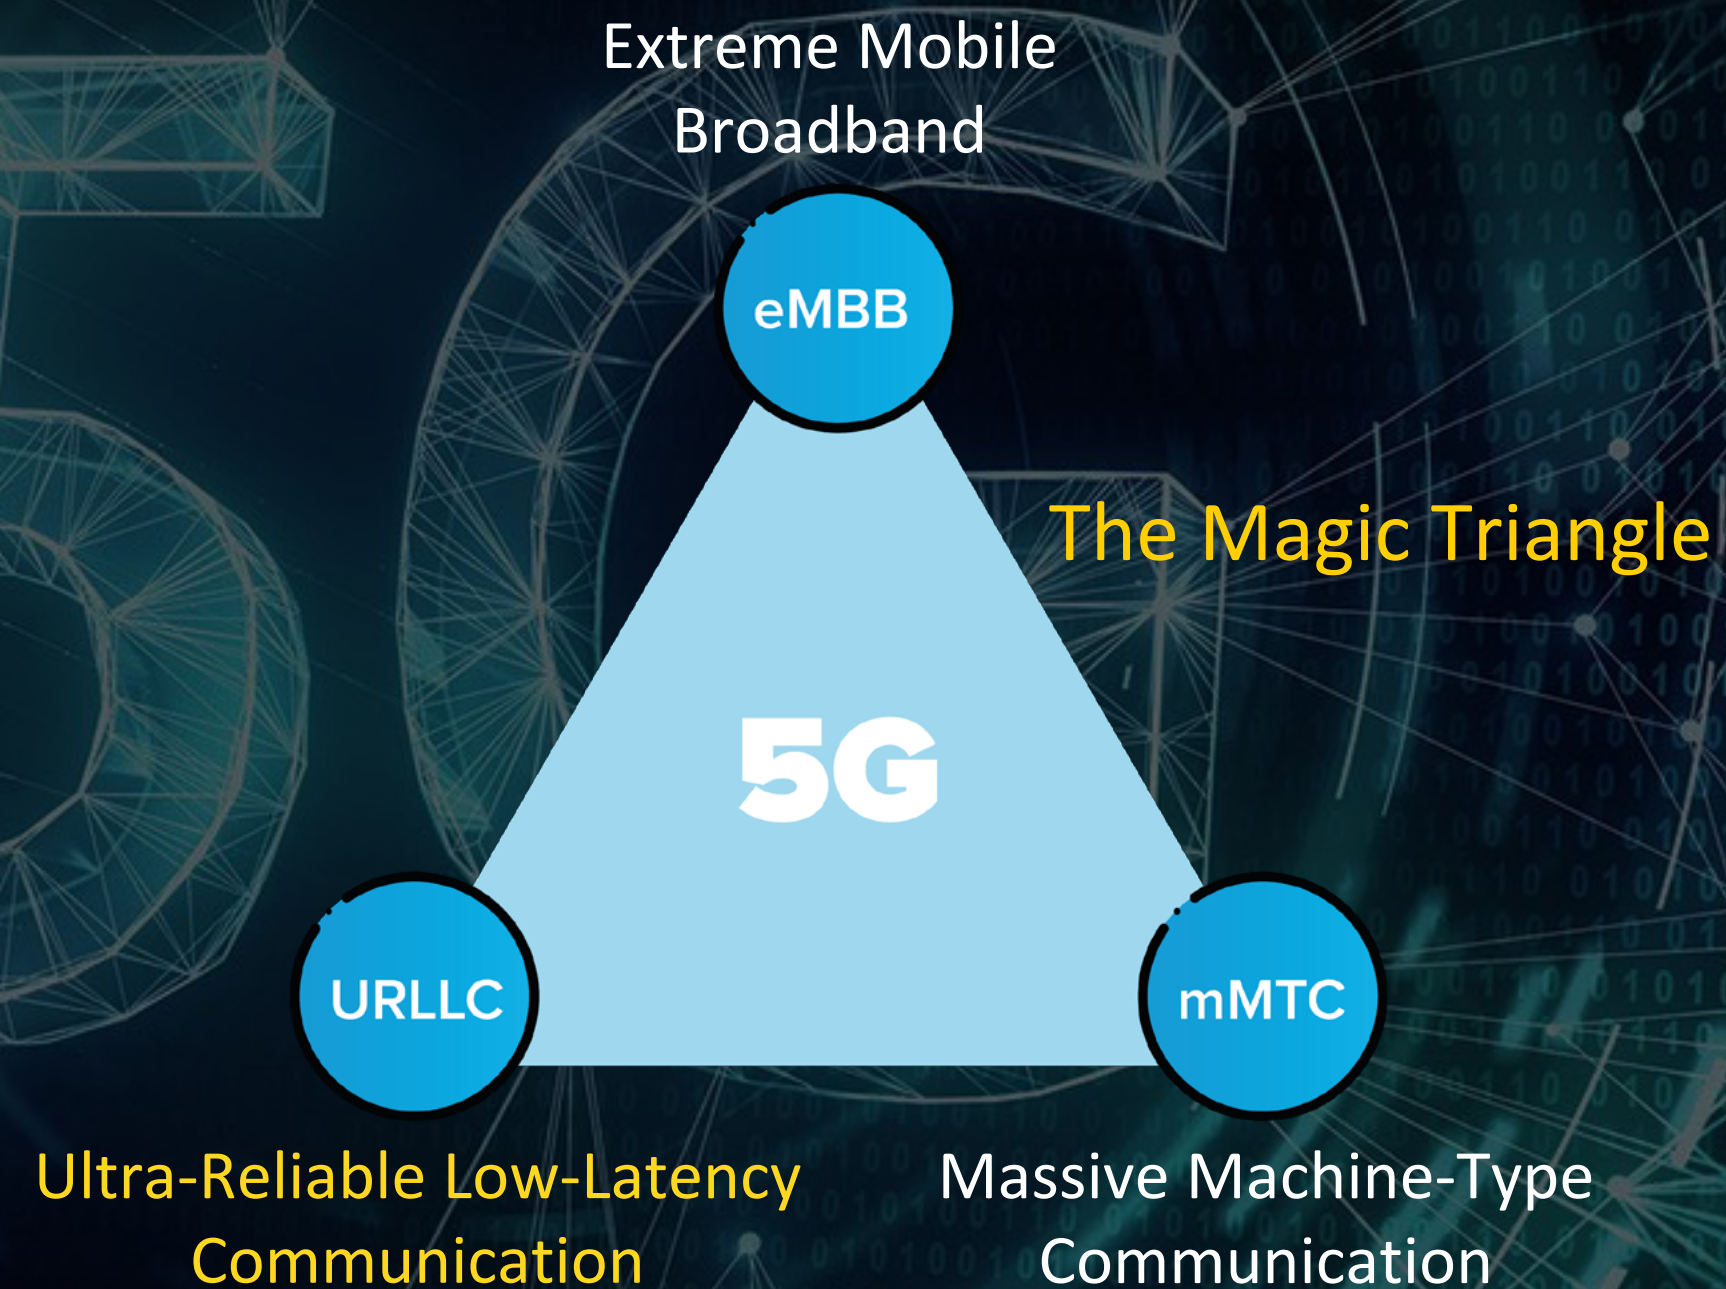 Extreme Mobile
Broadband
eMBB
The Magic Triangle
5G
URLLC
mMTC
Ultra-Reliable Low-Latency
Communication
Massive Machine-Type
Communication